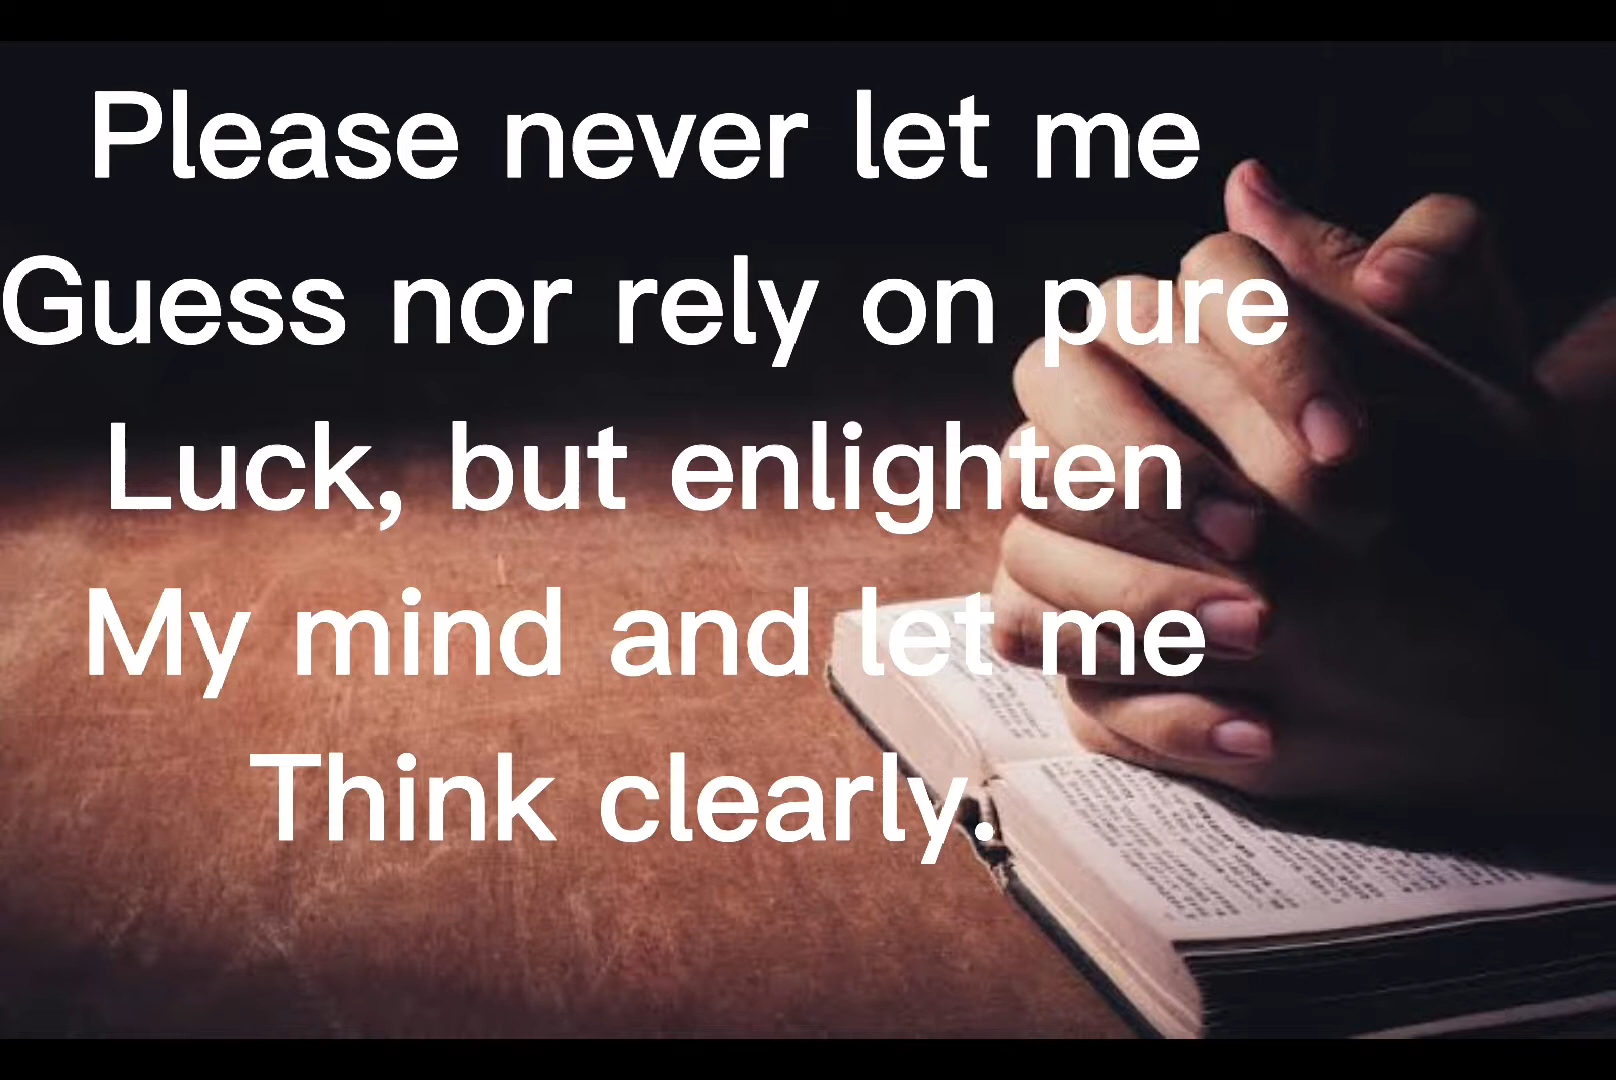 Please never let me
Guess nor rely on pure
Luck, but enlighten
My mind and let me
Think clearly.